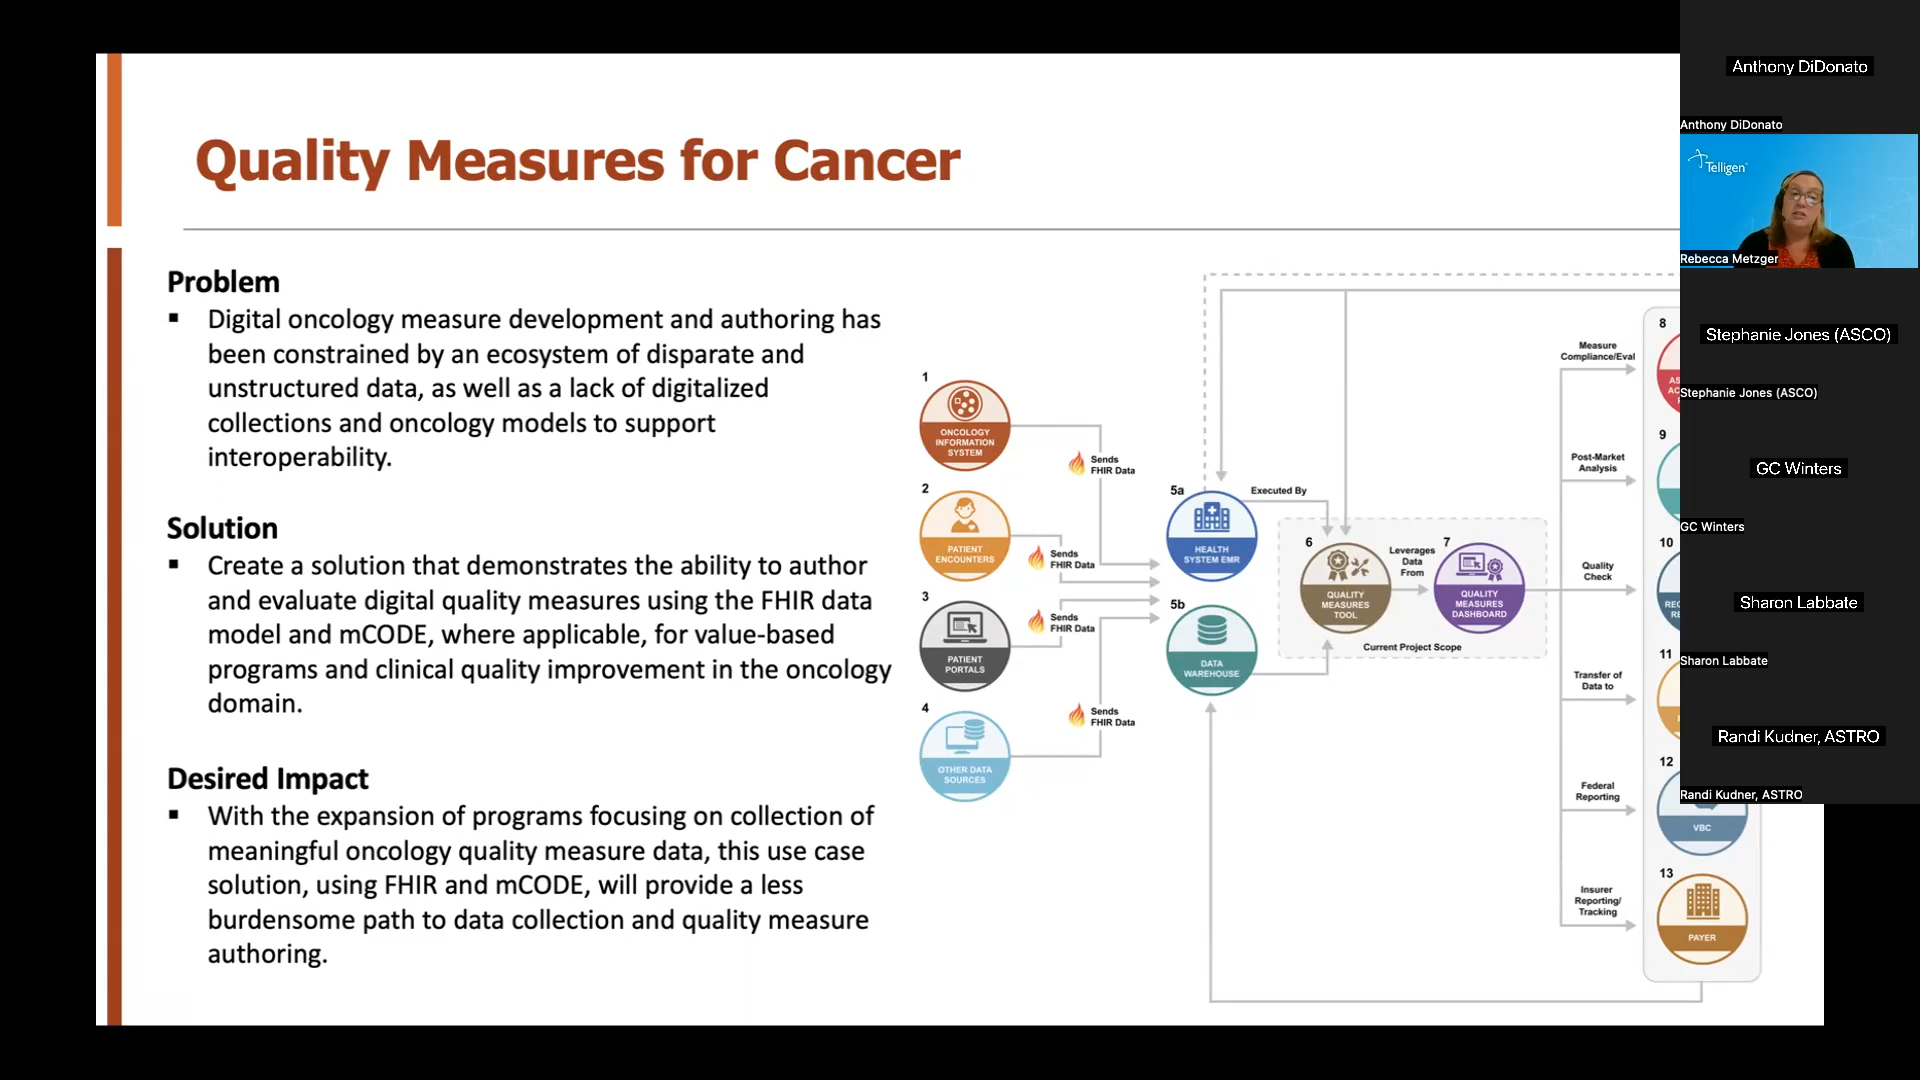 Quality Measures for Cancer
Problem
▪ Digital oncology measure development and authoring has
been constrained by an ecosystem of disparate and
unstructured data, as well as a lack of digitalized
collections and oncology models to support
interoperability.
Solution
▪ Create a solution that demonstrates the ability to author
and evaluate digital quality measures using the FHIR data
model and mCODE, where applicable, for value-based
programs and clinical quality improvement in the oncology
domain.
Desired Impact
▪ With the expansion of programs focusing on collection of
meaningful oncology quality measure data, this use case
solution, using FHIR and mCODE, will provide a less
burdensome path to data collection and quality measure
authoring.
1
ONCOLOGY
INFORMATION
SYSTEM
Sends
FHIR Data
2
PATIENT
ENCOUNTERS
Sends
FHIR Data
3
PATIENT
PORTALS
Sends
FHIR Data
4
OTHER DATA
SOURCES
Sends
FHIR Data
5a
HEALTH
SYSTEM EMR
Executed By
5b
DATA
WAREHOUSE
6
QUALITY
MEASURES
TOOL
Leverages
Data
From
7
QUALITY
MEASURES
DASHBOARD
Current Project Scope
Measure
Compliance/Eval
8
Post-Market
Analysis
9
Quality
Check
10
Transfer of
Data to
11
Federal
Reporting
12
VBC
Insurer
Reporting/
Tracking
13
PAYER
Anthony DiDonato
Anthony DiDonato
Telligen
Rebecca Metzger
Stephanie Jones (ASCO)
Stephanie Jones (ASCO)
GC Winters
GC Winters
Sharon Labbate
Sharon Labbate
Randi Kudner, ASTRO
Randi Kudner, ASTRO